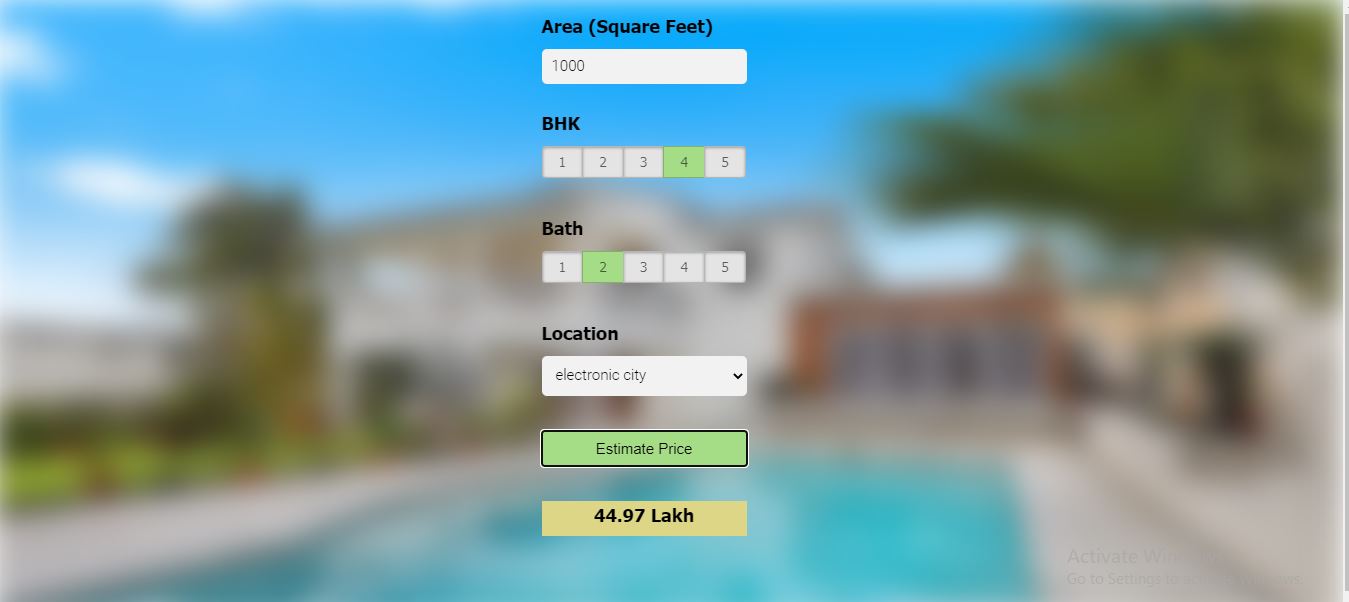 Area (Square Feet)
1000
BHK
1 2 3 4 5
Bath
1 2 3 4 5
Location
electronic city
Estimate Price
44.97 Lakh
Activate Windows
Go to Settings to activate Windows.